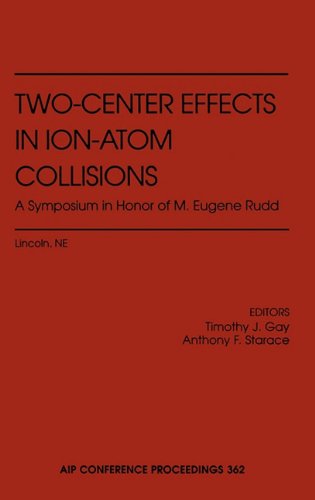 TWO-CENTER EFFECTS
IN ION-ATOM
COLLISIONS
A Symposium in Honor of M. Eugene Rudd
Lincoln, NE
EDITORS
Timothy J. Gay
Anthony F. Starace
AIP CONFERENCE PROCEEDINGS 362